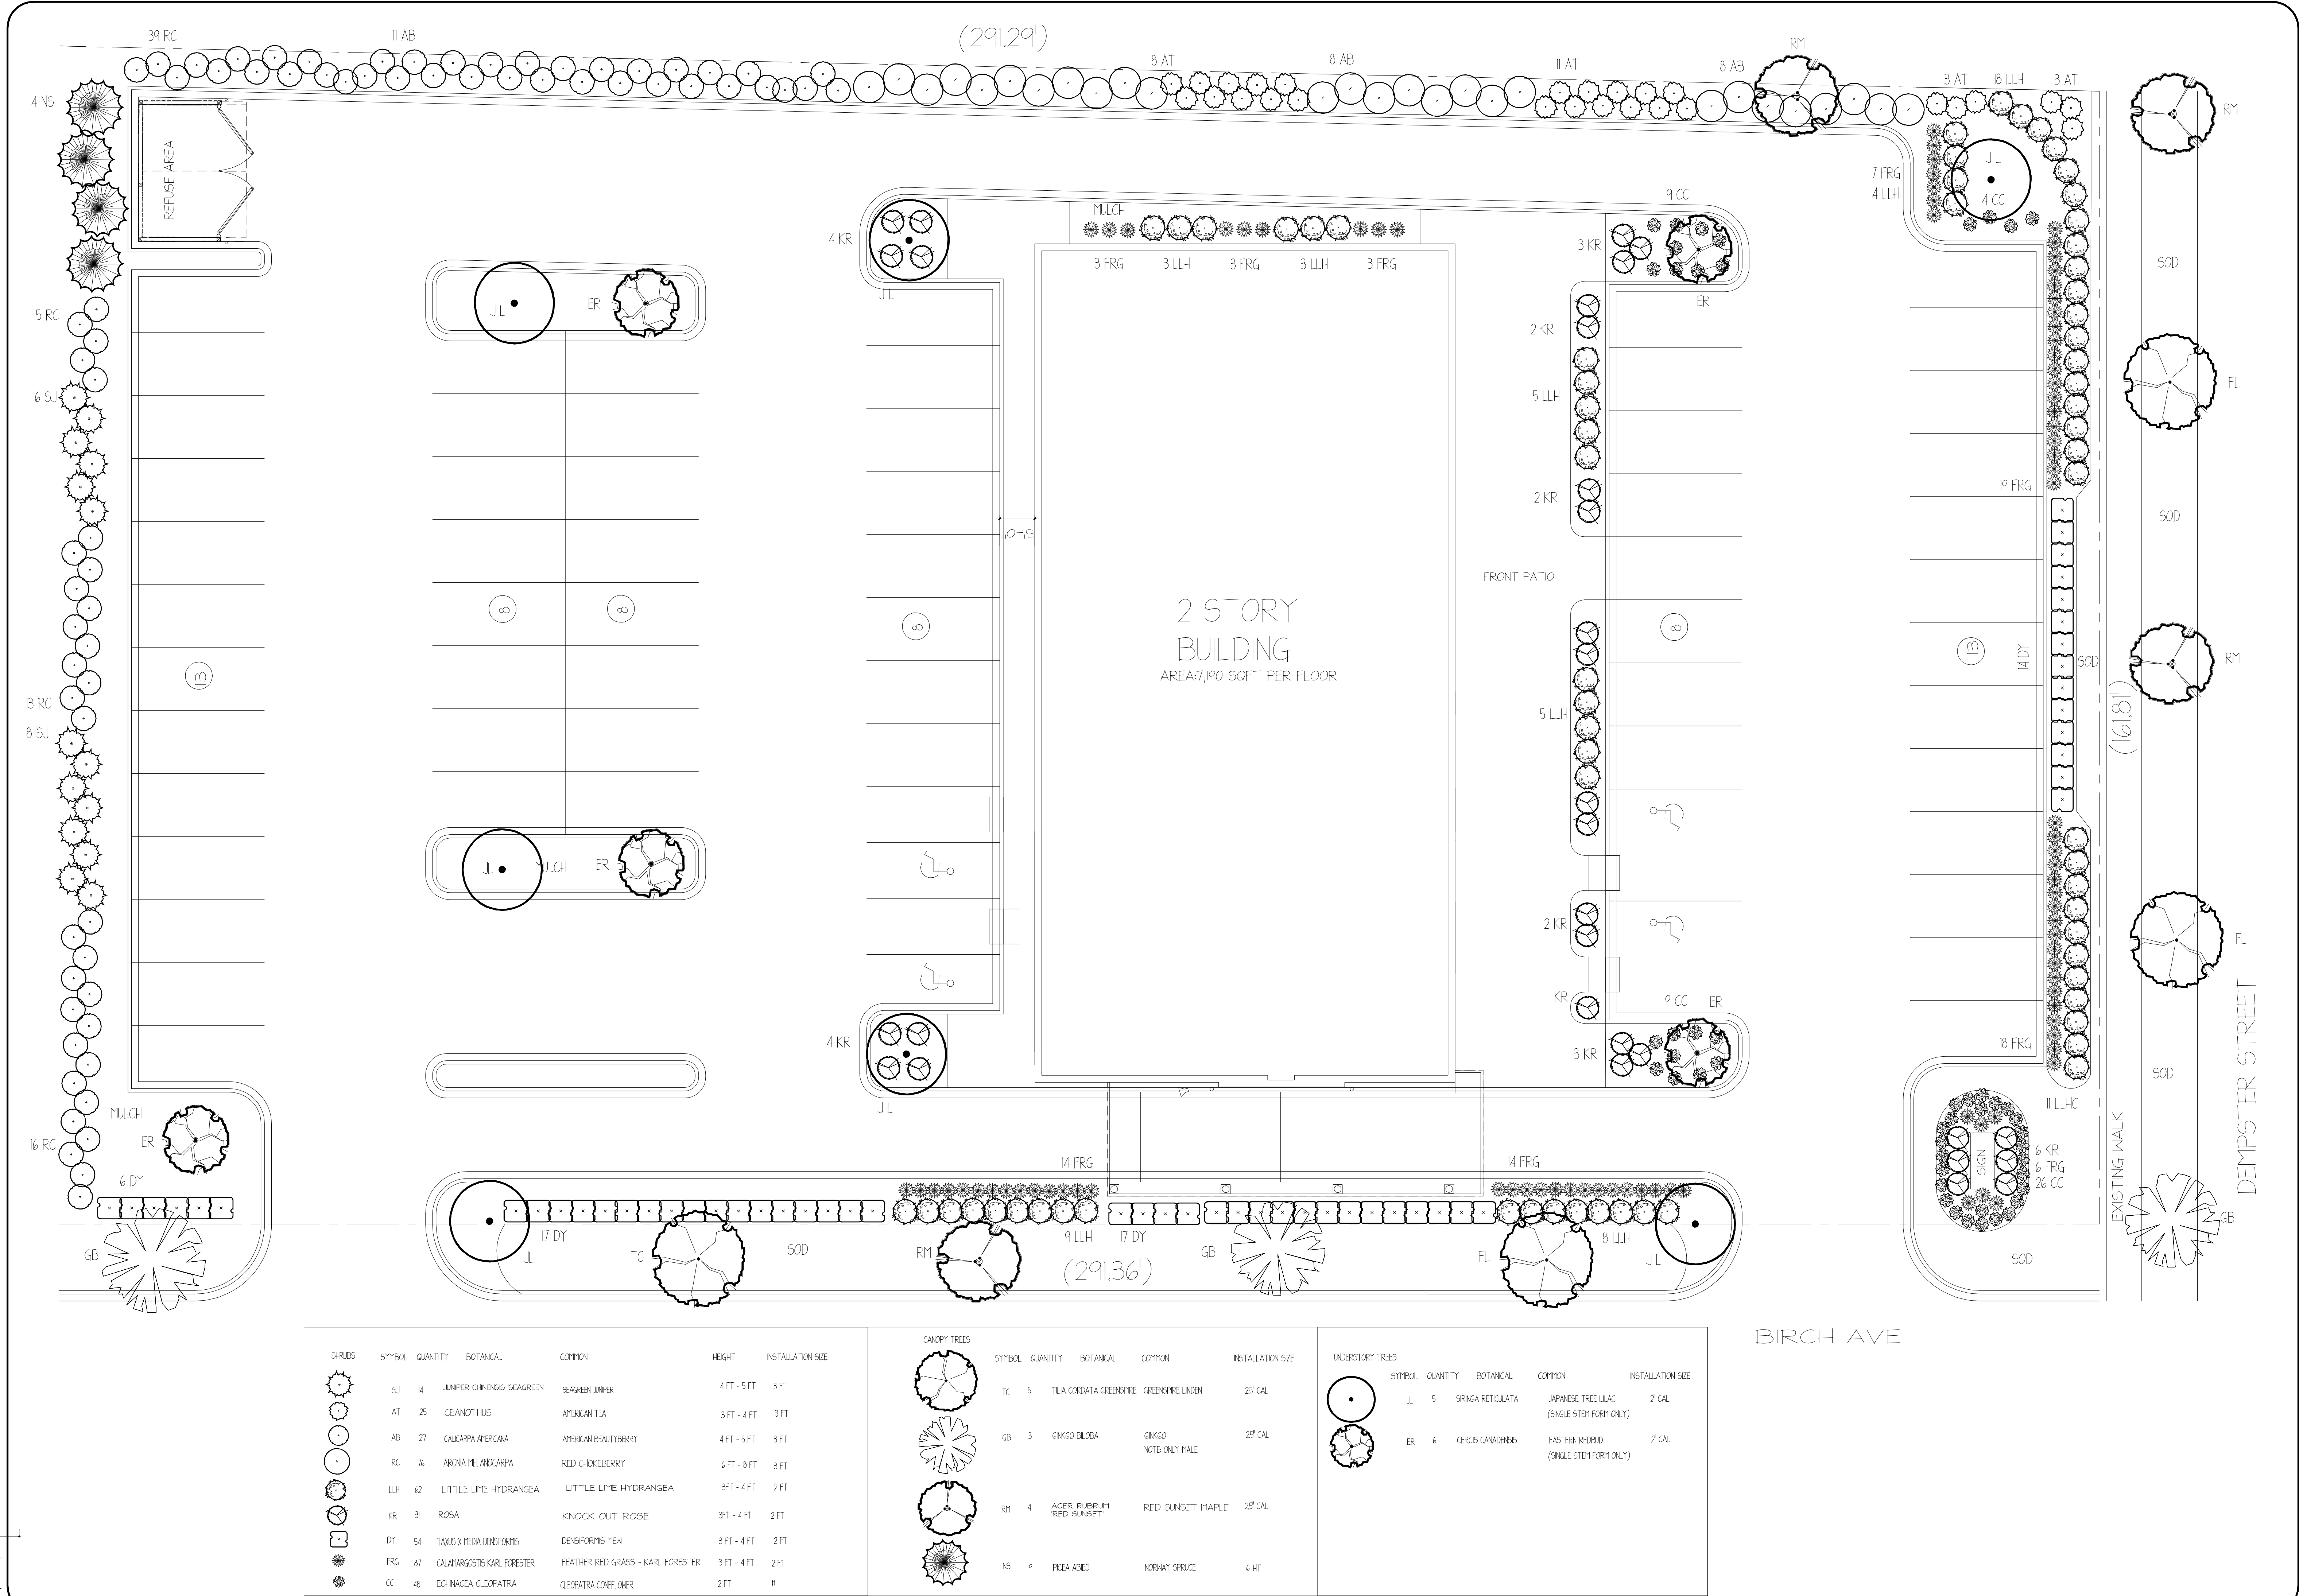 39 RC
11 AB
(291.29')
8 AT
8 AB
11 AT
8 AB
RM
3 AT
18 LLH
3 AT
4 NS
RM
REFUSE AREA
JL
7 FRG
4 LLH
4 CC
MULCH
9 CC
4 KR
3 KR
SOD
3 FRG
3 LLH
3 FRG
3 LLH
3 FRG
JL
ER
JL
ER
5 RC
2 KR
FL
6 SJ
5 LLH
19 FRG
2 KR
SOD
5'-0"
FRONT PATIO
8
8
8
2 STORY
BUILDING
AREA:7,190 SQFT PER FLOOR
8
13
14 DY
SOD
RM
13
13 RC
8 SJ
5 LLH
(161.81')
JL
MULCH
ER
2 KR
FL
KR
9 CC
ER
4 KR
3 KR
18 FRG
SOD
DEMPSTER STREET
JL
11 LLHC
MULCH
ER
16 RC
EXISTING WALK
SIGN
6 KR
6 FRG
26 CC
14 FRG
14 FRG
6 DY
GB
GB
17 DY
JL
TC
SOD
RM
9 LLH
17 DY
(291.36')
GB
FL
8 LLH
JL
SOD
BIRCH AVE
SHRUBS SYMBOL QUANTITY BOTANICAL COMMON HEIGHT INSTALLATION SIZE
SJ 14 JUNIPER CHINENSIS 'SEAGREEN' SEAGREEN JUNIPER 4 FT - 5 FT 3 FT
AT 25 CEANOTHUS AMERICAN TEA 3 FT - 4 FT 3 FT
AB 27 CALICARPA AMERICANA AMERICAN BEAUTYBERRY 4 FT - 5 FT 3 FT
RC 76 ARONIA MELANOCARPA RED CHOKEBERRY 6 FT - 8 FT 3 FT
LLH 62 LITTLE LIME HYDRANGEA LITTLE LIME HYDRANGEA 3FT - 4 FT 2 FT
KR 31 ROSA KNOCK OUT ROSE 3FT - 4 FT 2 FT
DY 54 TAXUS X MEDIA DENSIFORMIS DENSIFORMIS YEW 3 FT - 4 FT 2 FT
FRG 87 CALAMARGOSTIS KARL FORESTER FEATHER RED GRASS - KARL FORESTER 3 FT - 4 FT 2 FT
CC 48 ECHINACEA CLEOPATRA CLEOPATRA CONEFLOWER 2 FT #1
CANOPY TREES
SYMBOL QUANTITY BOTANICAL COMMON INSTALLATION SIZE
TC 5 TILIA CORDATA GREENSPIRE GREENSPIRE LINDEN 2.5" CAL
GB 3 GINKGO BILOBA GINKGO 2.5" CAL
NOTE: ONLY MALE
RM 4 ACER RUBRUM RED SUNSET MAPLE 2.5" CAL
'RED SUNSET'
NS 9 PICEA ABIES NORWAY SPRUCE 6' HT
UNDERSTORY TREES
SYMBOL QUANTITY BOTANICAL COMMON INSTALLATION SIZE
JL 5 SIRINGA RETICULATA JAPANESE TREE LILAC 2" CAL
(SINGLE STEM FORM ONLY)
ER 6 CERCIS CANADENSIS EASTERN REDBUD 2" CAL
(SINGLE STEM FORM ONLY)